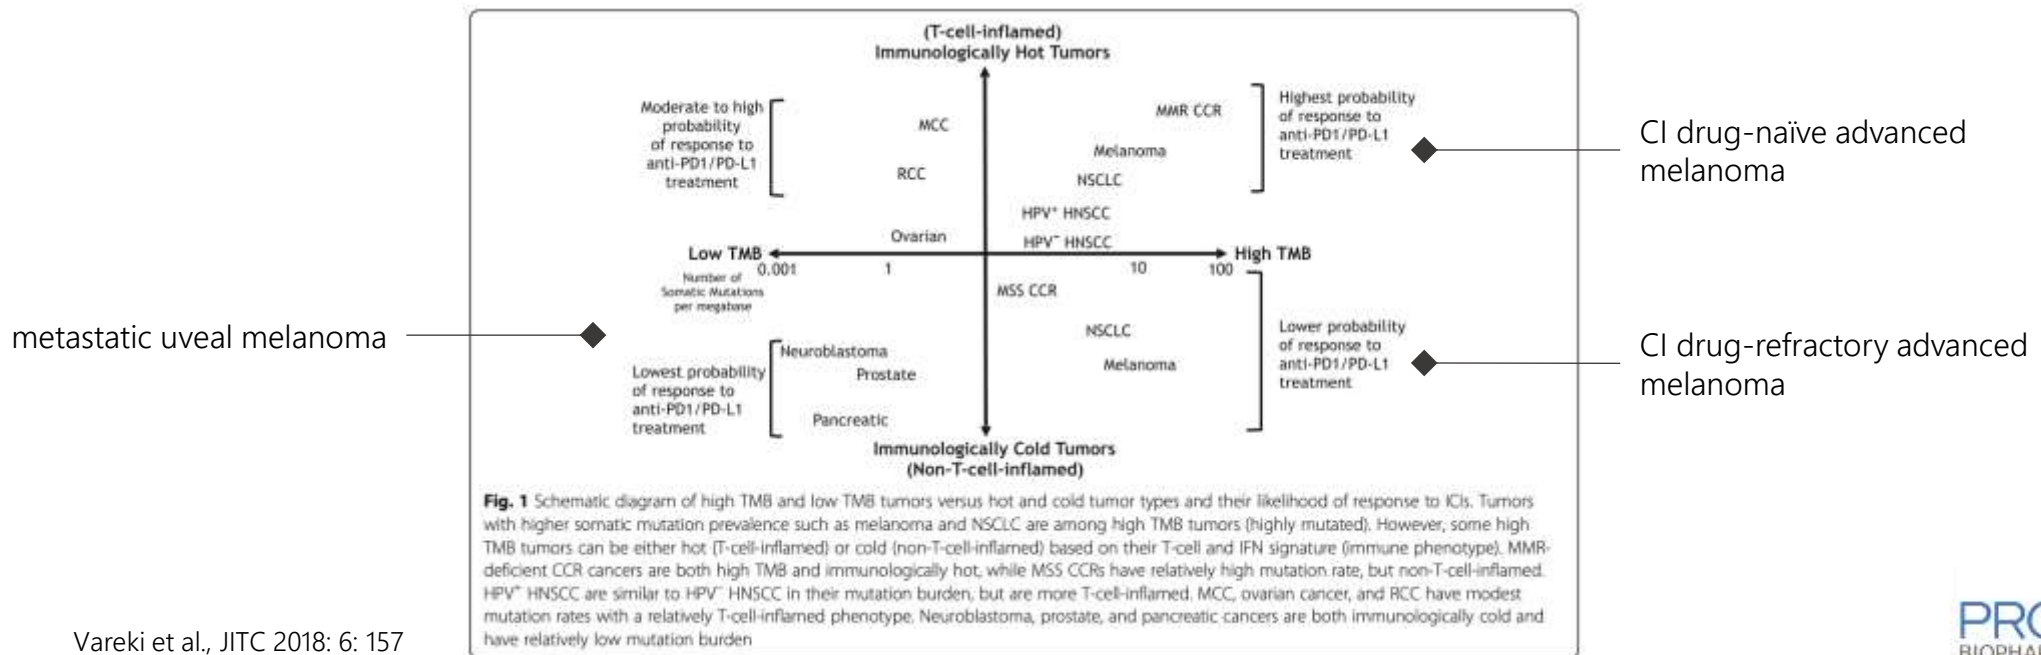 (T-cell-inflamed)
Immunologically Hot Tumors
Moderate to high
probability
of response to
anti-PD1/PD-L1
treatment
MCC
RCC
Ovarian
MMR CCR
Melanoma
NSCLC
HPV⁺ HNSCC
HPV⁻ HNSCC
Highest probability
of response to
anti-PD1/PD-L1
treatment
CI drug-naïve advanced
melanoma
Low TMB
High TMB
0.001
1
10
100
Number of
Somatic Mutations
per megabase
metastatic uveal melanoma
MSS CCR
NSCLC
Melanoma
Neuroblastoma
Prostate
Pancreatic
Lowest probability
of response to
anti-PD1/PD-L1
treatment
Lower probability
of response to
anti-PD1/PD-L1
treatment
CI drug-refractory advanced
melanoma
Immunologically Cold Tumors
(Non-T-cell-inflamed)
Fig. 1 Schematic diagram of high TMB and low TMB tumors versus hot and cold tumor types and their likelihood of response to ICIs. Tumors
with higher somatic mutation prevalence such as melanoma and NSCLC are among high TMB tumors (highly mutated). However, some high
TMB tumors can be either hot (T-cell-inflamed) or cold (non-T-cell-inflamed) based on their T-cell and IFN signature (immune phenotype). MMR-
deficient CCR cancers are both high TMB and immunologically hot, while MSS CCRs have relatively high mutation rate, but non-T-cell-inflamed.
HPV⁺ HNSCC are similar to HPV⁻ HNSCC in their mutation burden, but are more T-cell-inflamed. MCC, ovarian cancer, and RCC have modest
mutation rates with a relatively T-cell-inflamed phenotype. Neuroblastoma, prostate, and pancreatic cancers are both immunologically cold and
have relatively low mutation burden
Vareki et al., JITC 2018: 6: 157